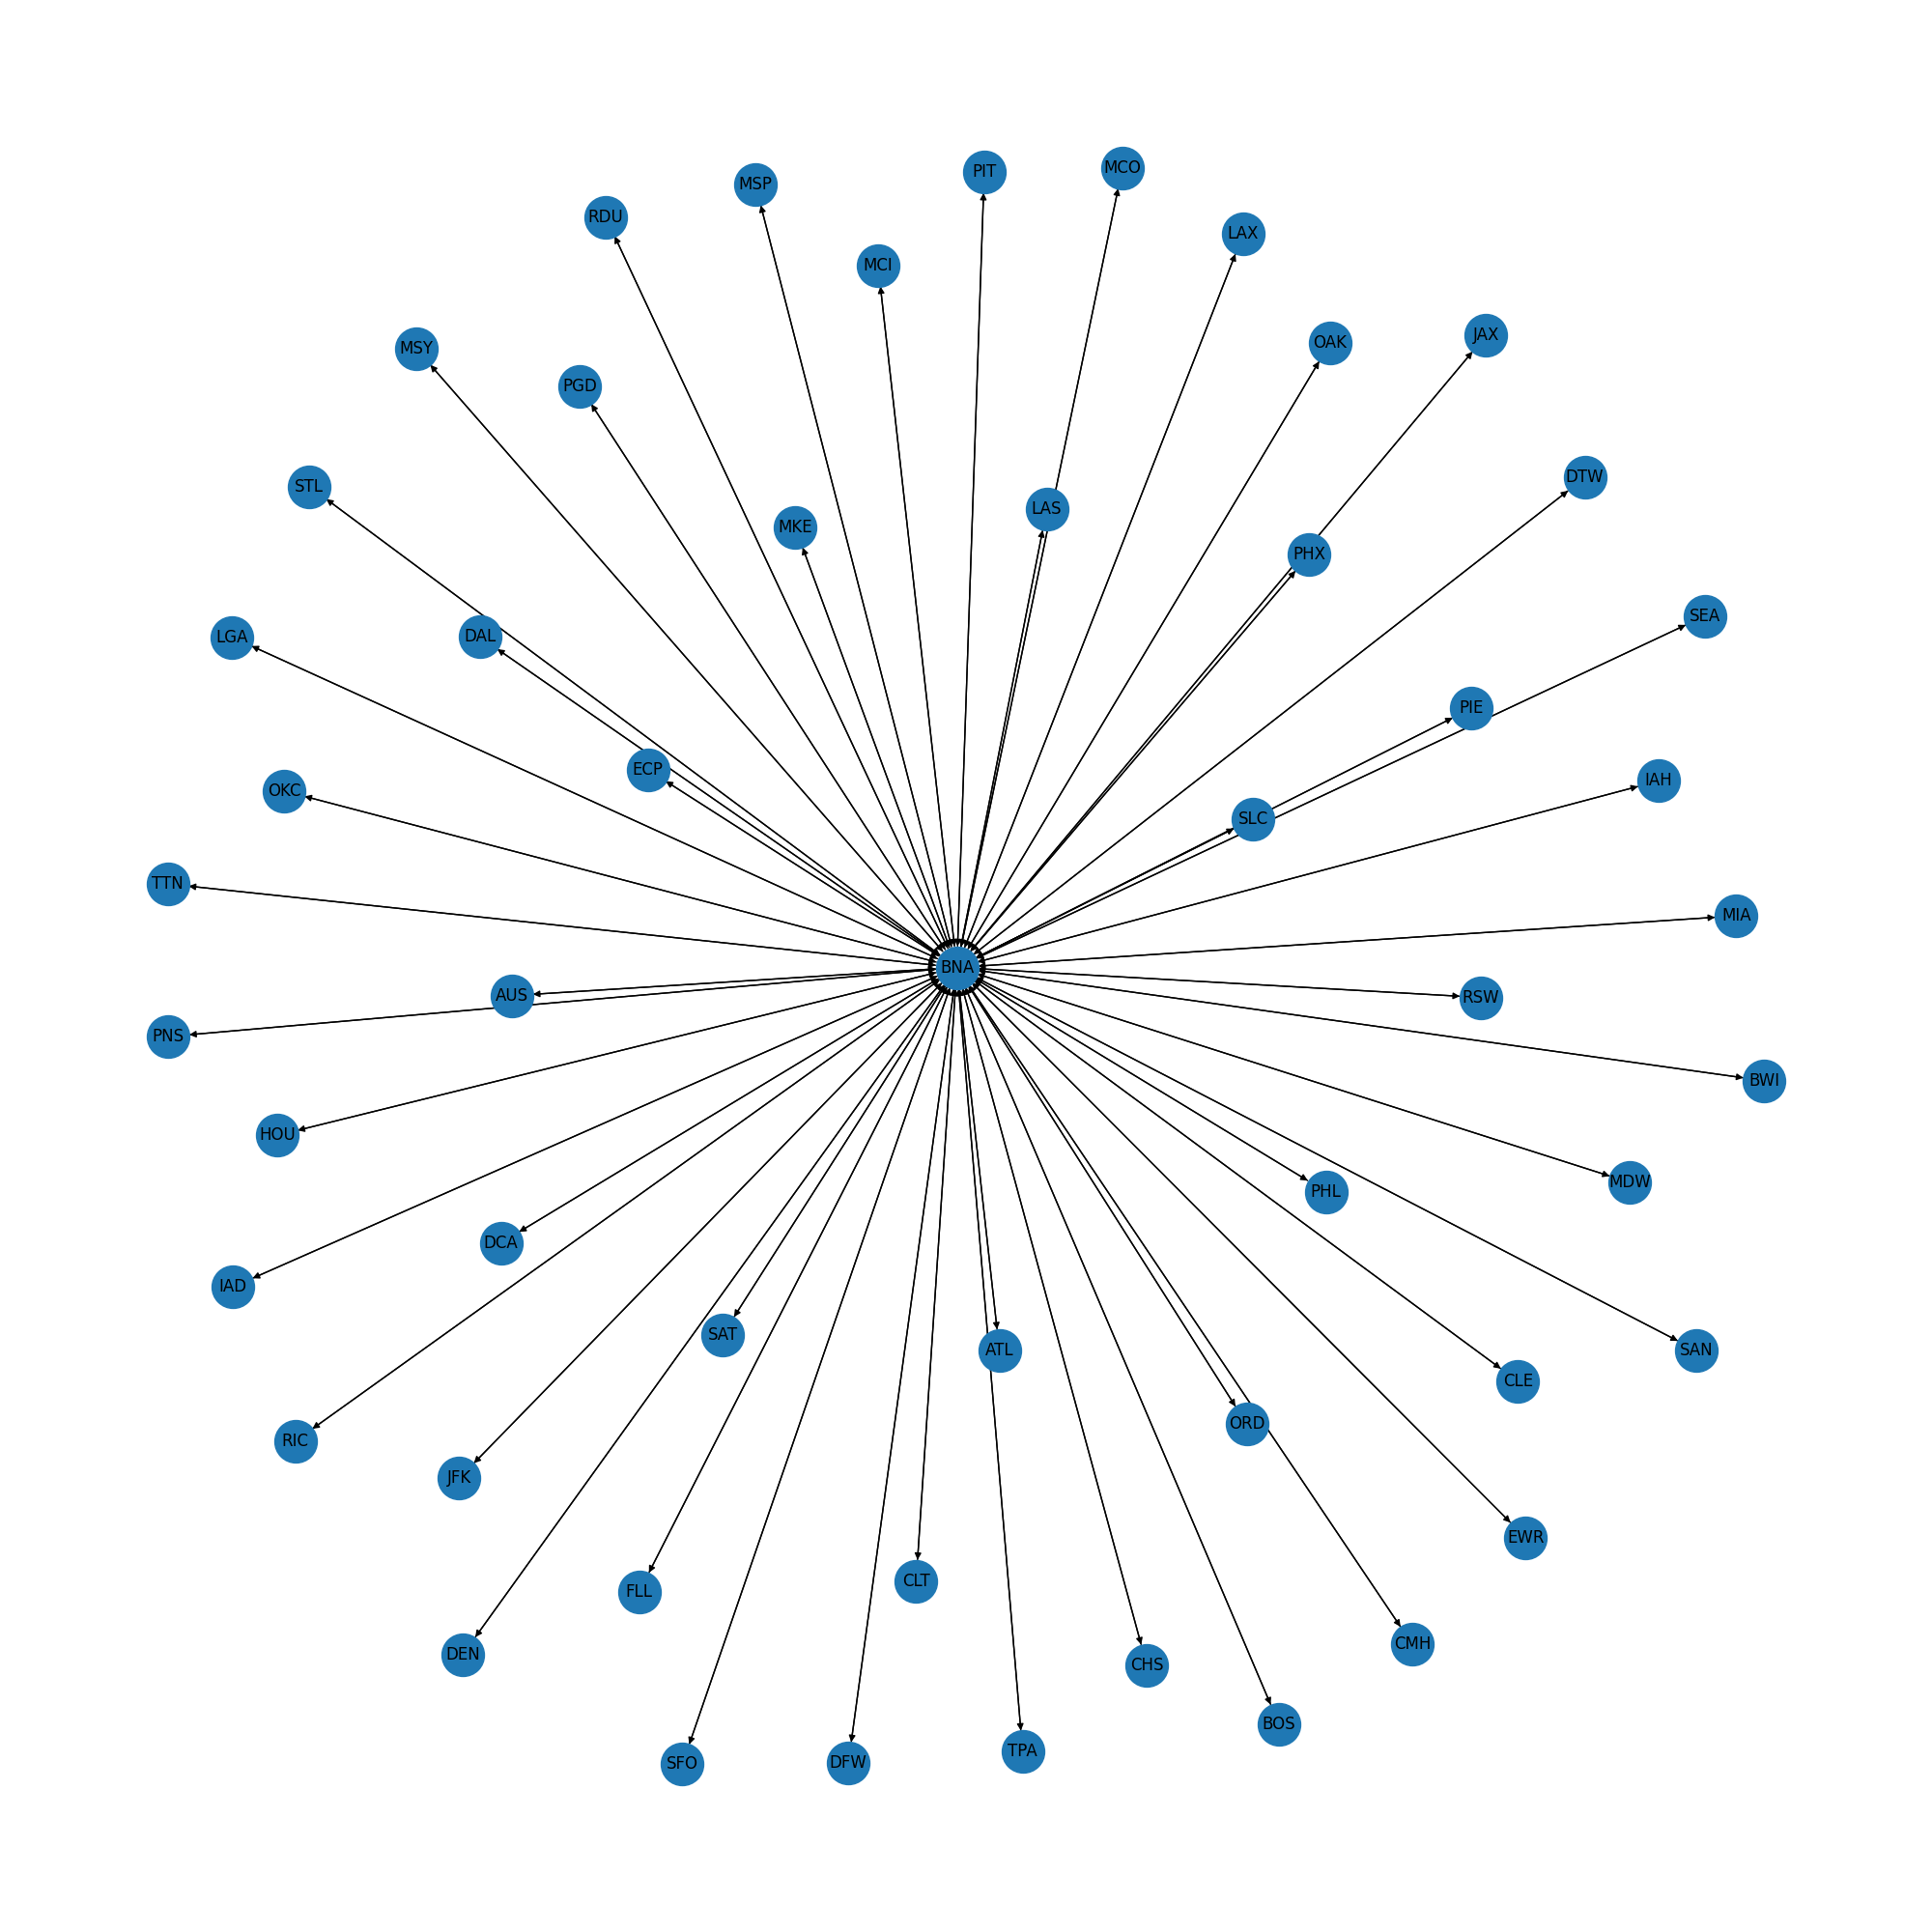 MCO
PIT
MSP
RDU
LAX
MCI
JAX
OAK
MSY
PGD
DTW
STL
LAS
MKE
PHX
SEA
DAL
LGA
PIE
ECP
IAH
OKC
SLC
TTN
MIA
BNA
AUS
RSW
PNS
BWI
HOU
MDW
PHL
DCA
IAD
SAT
ATL
SAN
CLE
ORD
RIC
JFK
EWR
CLT
FLL
CMH
DEN
CHS
BOS
TPA
DFW
SFO